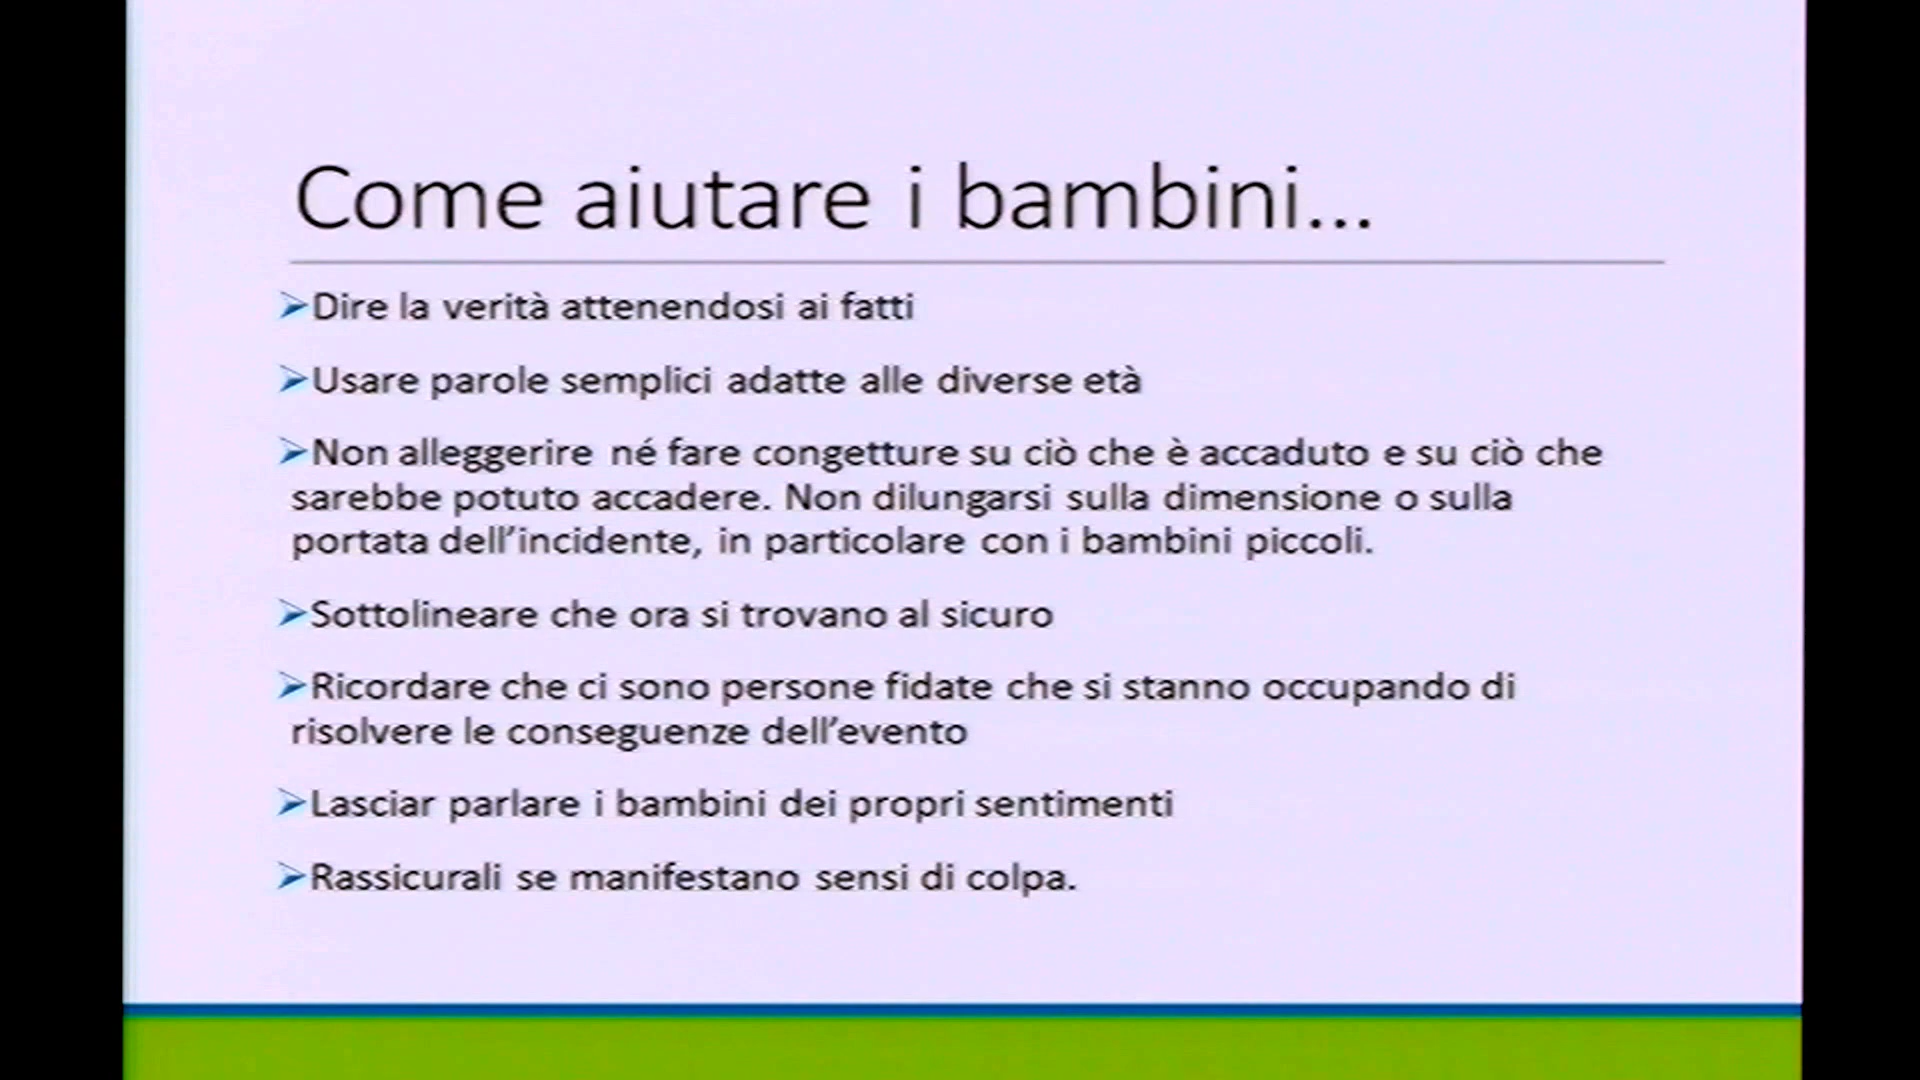 Come aiutare i bambini...
➢Dire la verità attenendosi ai fatti
➢Usare parole semplici adatte alle diverse età
➢Non alleggerire né fare congetture su ciò che è accaduto e su ciò che
sarebbe potuto accadere. Non dilungarsi sulla dimensione o sulla
portata dell’incidente, in particolare con i bambini piccoli.
➢Sottolineare che ora si trovano al sicuro
➢Ricordare che ci sono persone fidate che si stanno occupando di
risolvere le conseguenze dell’evento
➢Lasciar parlare i bambini dei propri sentimenti
➢Rassicurali se manifestano sensi di colpa.